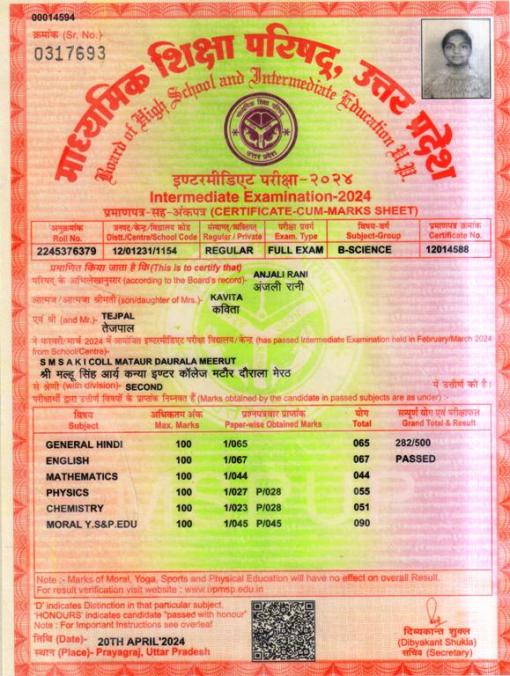 00014594
क्रमांक (Sr. No.)
0317693
माध्यमिक शिक्षा परिषद्, उत्तर प्रदेश
Board of High School and Intermediate Education U.P.
इण्टरमीडिएट परीक्षा-२०२४
Intermediate Examination-2024
प्रमाणपत्र-सह-अंकपत्र (CERTIFICATE-CUM-MARKS SHEET)
अनुक्रमांक जनपद/केन्द्र/विद्यालय कोड संस्थागत/व्यक्तिगत परीक्षा प्रवर्ग विषय-वर्ग प्रमाणपत्र क्रमांक
Roll No. Distt./Centre/School Code Regular / Private Exam. Type Subject-Group Certificate No.
2245376379 12/01231/1154 REGULAR FULL EXAM B-SCIENCE 12014588
प्रमाणित किया जाता है कि(This is to certify that)
परिषद् के अभिलेखानुसार (according to the Board's record)- ANJALI RANI
अंजली रानी
आत्मज/आत्मजा श्रीमती (son/daughter of Mrs.)- KAVITA
कविता
एवं श्री (and Mr.)- TEJPAL
तेजपाल
ने फरवरी/मार्च 2024 में आयोजित इण्टरमीडिएट परीक्षा विद्यालय/केन्द्र (has passed Intermediate Examination held in February/March 2024
from School/Centre)-
S M S A K I COLL MATAUR DAURALA MEERUT
श्री मल्हु सिंह आर्य कन्या इण्टर कॉलेज मटौर दौराला मेरठ
से श्रेणी (with division)- SECOND में उत्तीर्ण की है।
परीक्षार्थी द्वारा उत्तीर्ण विषयों के प्राप्तांक निम्नवत हैं (Marks obtained by the candidate in passed subjects are as under) :-
विषय अधिकतम अंक प्रश्नपत्रवार प्राप्तांक योग सम्पूर्ण योग एवं परीक्षाफल
Subject Max. Marks Paper-wise Obtained Marks Total Grand Total & Result
GENERAL HINDI 100 1/065 065 282/500
ENGLISH 100 1/067 067 PASSED
MATHEMATICS 100 1/044 044
PHYSICS 100 1/027 P/028 055
CHEMISTRY 100 1/023 P/028 051
MORAL Y.S&P.EDU 100 1/045 P/045 090
Note :- Marks of Moral, Yoga, Sports and Physical Education will have no effect on overall Result.
For result verification visit website : www.upmsp.edu.in
'D' indicates Distinction in that particular subject.
'HONOURS' indicates candidate "passed with honour"
Note : For Important Instructions see overleaf
तिथि (Date)- 20TH APRIL'2024
स्थान (Place)- Prayagraj, Uttar Pradesh
दिब्यकान्त शुक्ल
(Dibyakant Shukla)
सचिव (Secretary)